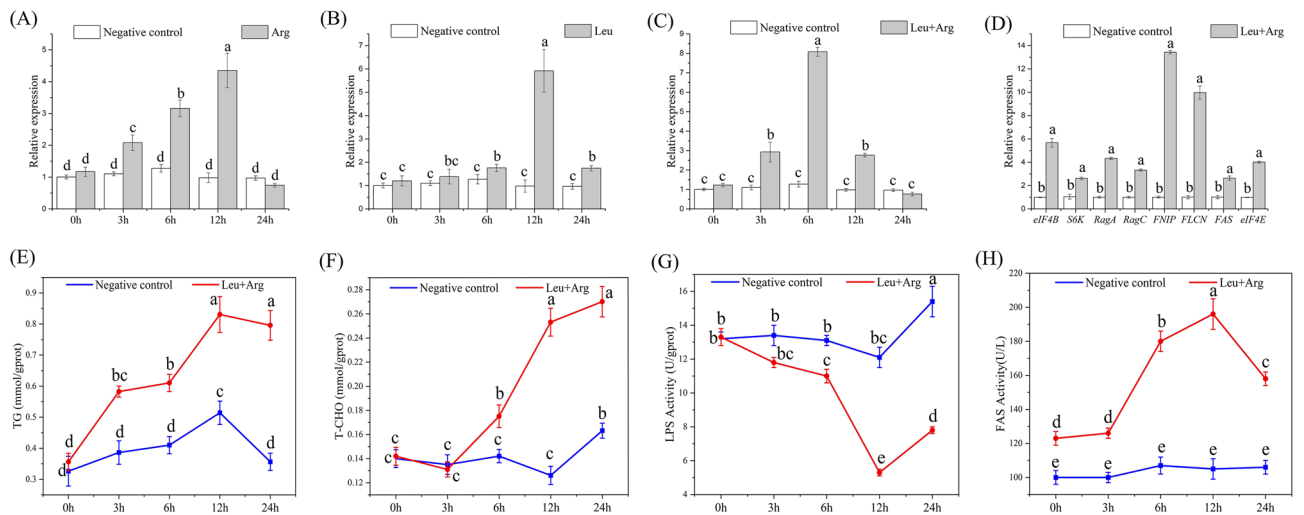 (A)
Negative control Arg
Relative expression
5
4
3
2
1
0
d d d c d b d a d d
0h 3h 6h 12h 24h
(B)
Negative control Leu
Relative expression
7
6
5
4
3
2
1
0
c c c bc c b c a c b
0h 3h 6h 12h 24h
(C)
Negative control Leu+Arg
Relative expression
9
8
7
6
5
4
3
2
1
0
c c c b c a c b c c
0h 3h 6h 12h 24h
(D)
Negative control Leu+Arg
Relative expression
14
12
10
8
6
4
2
0
b a b a b a b a b a b a b a b a
eIF4B S6K RagA RagC FNIP FLCN FAS eIF4E
(E)
Negative control Leu+Arg
TG (mmol/gprot)
0.9
0.8
0.7
0.6
0.5
0.4
0.3
d bc b a a
d d d c d
0h 3h 6h 12h 24h
(F)
Negative control Leu+Arg
T-CHO (mmol/gprot)
0.28
0.26
0.24
0.22
0.20
0.18
0.16
0.14
0.12
0.10
c c b a a
c c c c b
0h 3h 6h 12h 24h
(G)
Negative control Leu+Arg
LPS Activity (U/gprot)
16
14
12
10
8
6
4
b b b bc a
b bc c e d
0h 3h 6h 12h 24h
(H)
Negative control Leu+Arg
FAS Activity(U/L)
220
200
180
160
140
120
100
d d b a c
e e e e e
0h 3h 6h 12h 24h